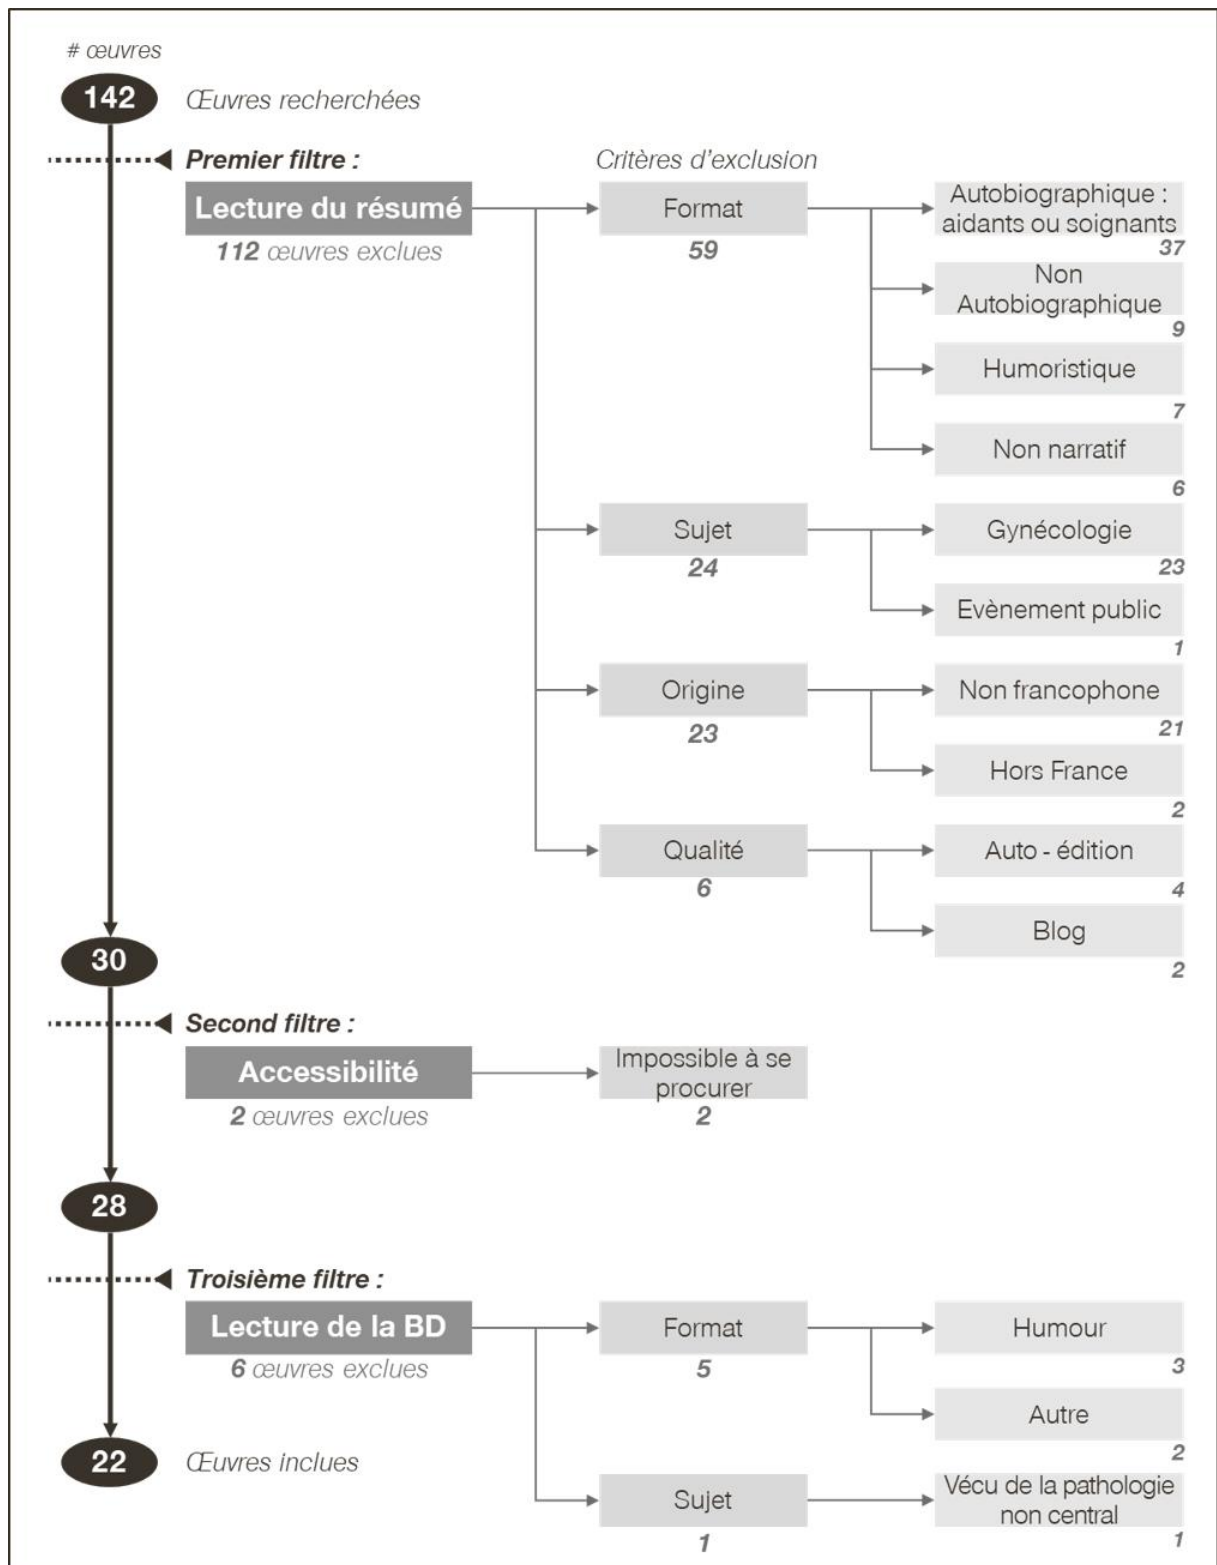 # œuvres
142
Œuvres recherchées
Premier filtre :
Critères d'exclusion
Lecture du résumé
112 œuvres exclues
Format
59
Autobiographique :
aidants ou soignants
37
Non
Autobiographique
9
Humoristique
7
Non narratif
6
Sujet
24
Gynécologie
23
Evènement public
1
Origine
23
Non francophone
21
Hors France
2
Qualité
6
Auto - édition
4
Blog
2
30
Second filtre :
Accessibilité
2 œuvres exclues
Impossible à se
procurer
2
28
Troisième filtre :
Lecture de la BD
6 œuvres exclues
Format
5
Humour
3
Autre
2
22
Œuvres inclues
Sujet
1
Vécu de la pathologie
non central
1